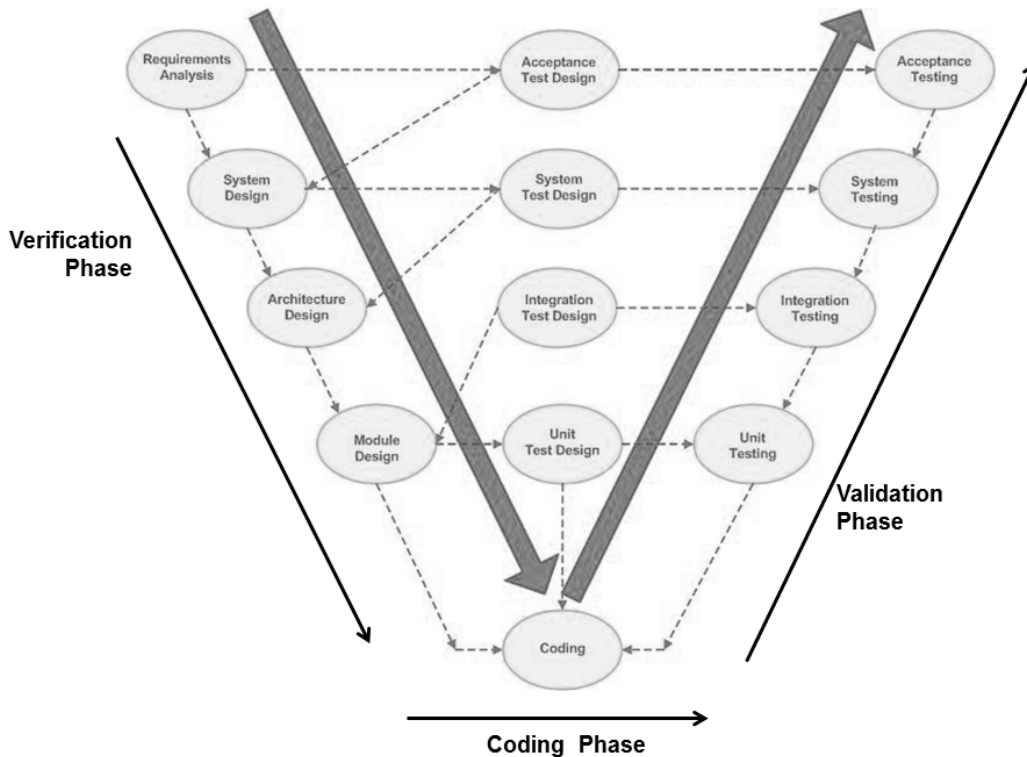 Requirements
Analysis
Acceptance
Test Design
Acceptance
Testing
System
Design
System
Test Design
System
Testing
Verification
Phase
Architecture
Design
Integration
Test Design
Integration
Testing
Module
Design
Unit
Test Design
Unit
Testing
Validation
Phase
Coding
Coding Phase